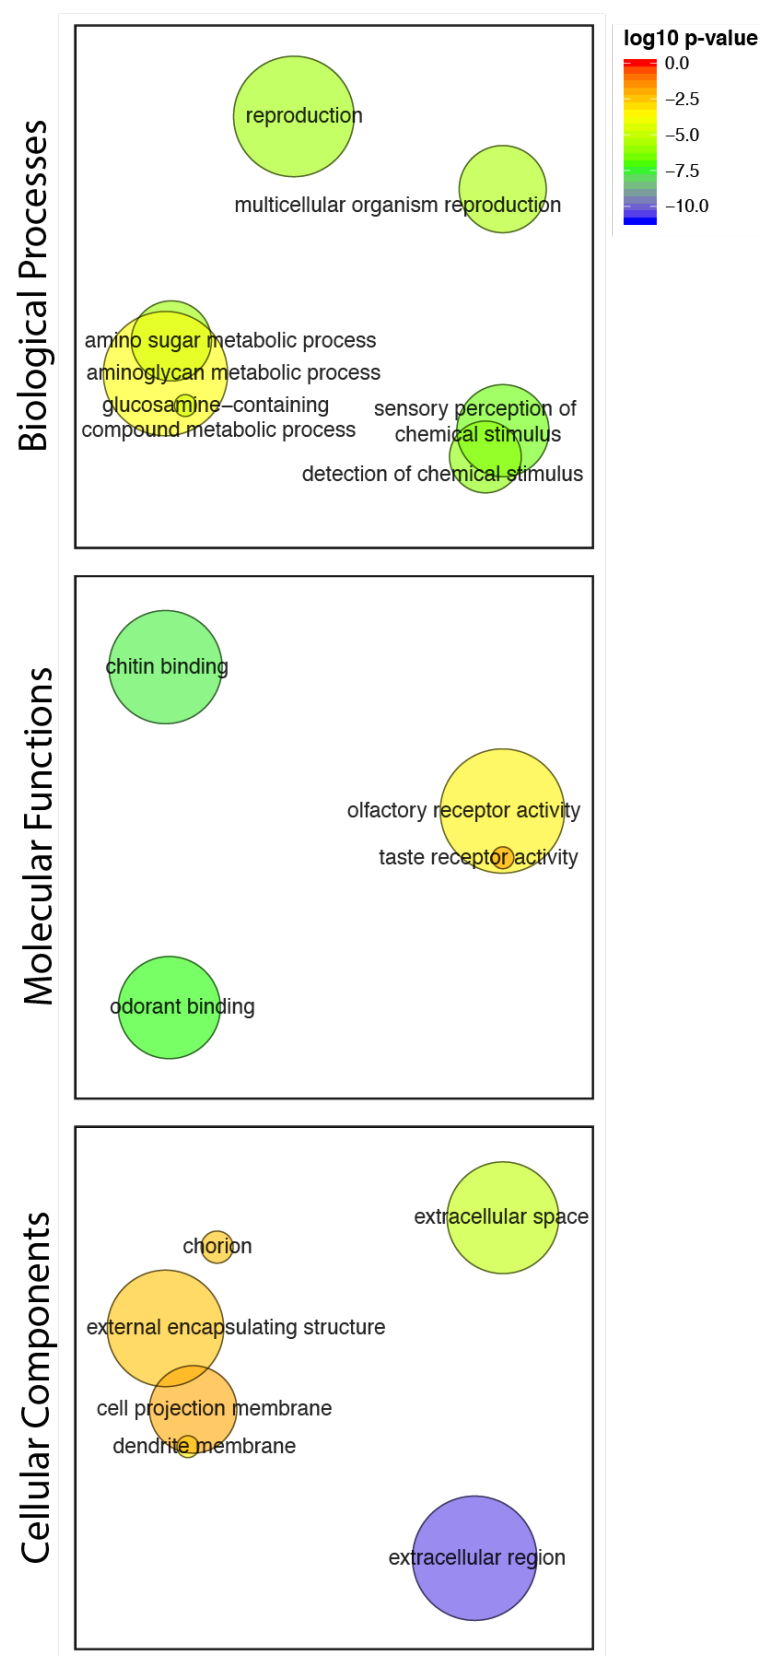 log10 p-value
0.0
−2.5
−5.0
−7.5
−10.0
Biological Processes
reproduction
multicellular organism reproduction
amino sugar metabolic process
aminoglycan metabolic process
glucosamine−containing
compound metabolic process
sensory perception of
chemical stimulus
detection of chemical stimulus
Molecular Functions
chitin binding
olfactory receptor activity
taste receptor activity
odorant binding
Cellular Components
extracellular space
chorion
external encapsulating structure
cell projection membrane
dendrite membrane
extracellular region